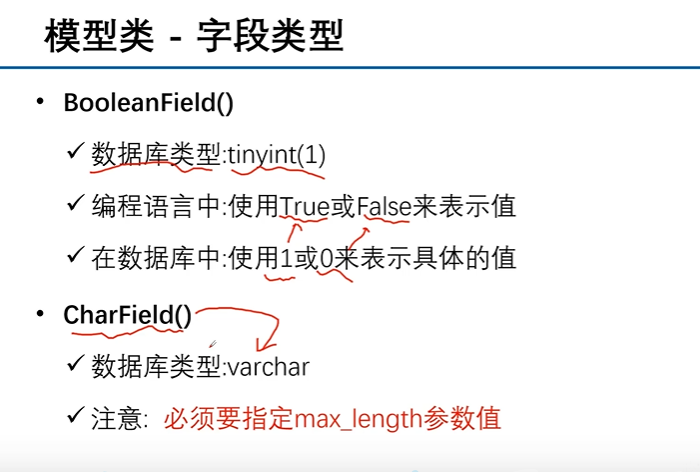 模型类 - 字段类型
• BooleanField()
✓ 数据库类型:tinyint(1)
✓ 编程语言中:使用True或False来表示值
✓ 在数据库中:使用1或0来表示具体的值
• CharField()
✓ 数据库类型:varchar
✓ 注意: 必须要指定max_length参数值